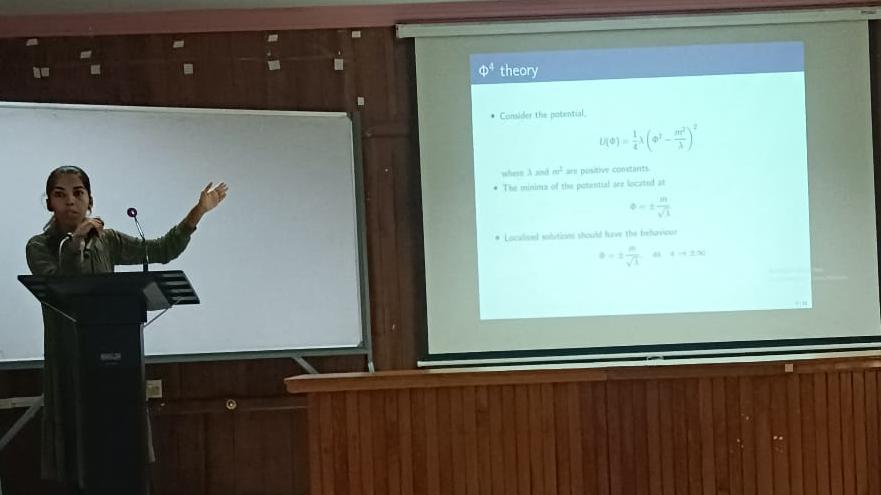 Φ⁴ theory
• Consider the potential,
U(Φ) = 1/4 λ (Φ² − m²/λ)²
where λ and m² are positive constants.
• The minima of the potential are located at
Φ = ± m/√λ
• Localised solutions should have the behaviour
Φ = ± m/√λ as x → ±∞